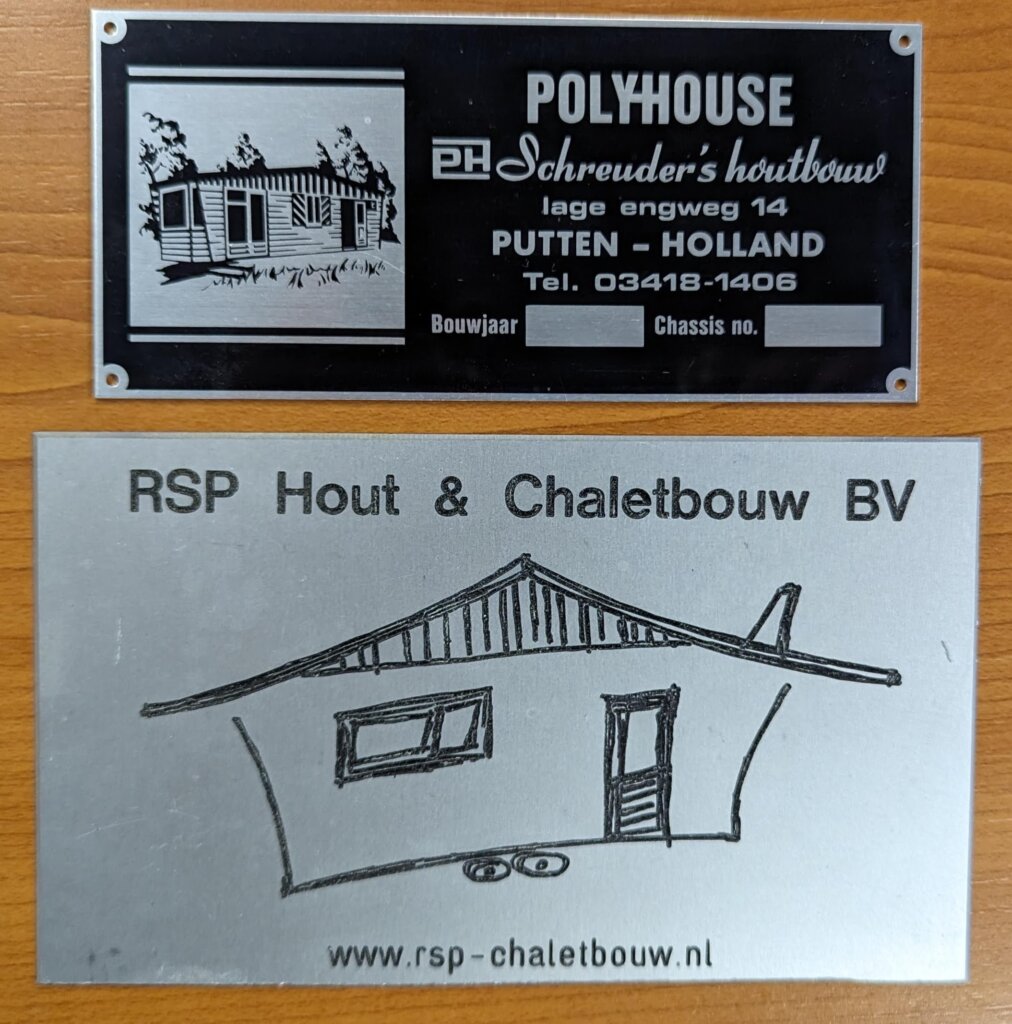 POLYHOUSE
PH Schreuder's houtbouw
lage engweg 14
PUTTEN - HOLLAND
Tel. 03418-1406
Bouwjaar Chassis no.
RSP Hout & Chaletbouw BV
www.rsp-chaletbouw.nl